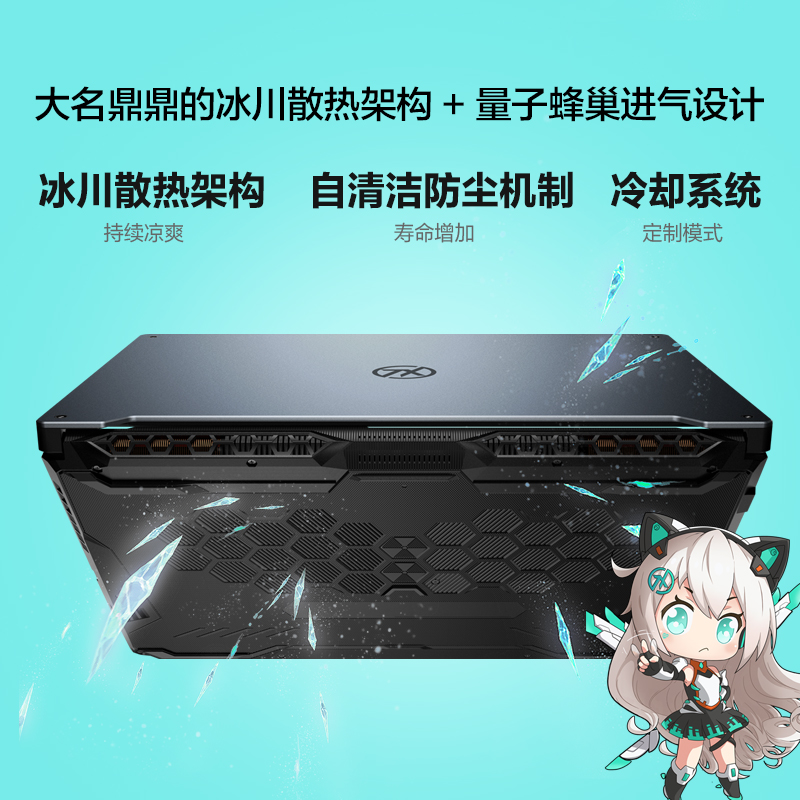 大名鼎鼎的冰川散热架构 + 量子蜂巢进气设计
冰川散热架构 自清洁防尘机制 冷却系统
持续凉爽 寿命增加 定制模式
TX
TX